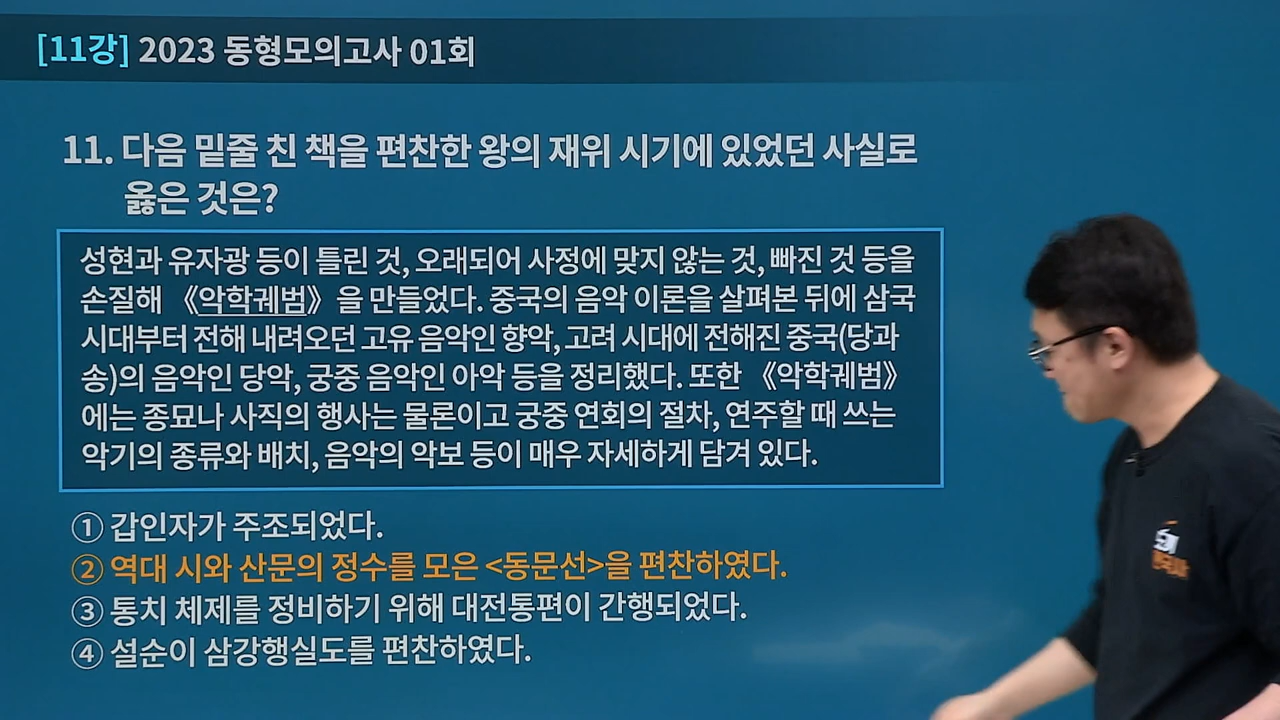 [11강] 2023 동형모의고사 01회
11. 다음 밑줄 친 책을 편찬한 왕의 재위 시기에 있었던 사실로
옳은 것은?
성현과 유자광 등이 틀린 것, 오래되어 사정에 맞지 않는 것, 빠진 것 등을
손질해 《악학궤범》을 만들었다. 중국의 음악 이론을 살펴본 뒤에 삼국
시대부터 전해 내려오던 고유 음악인 향악, 고려 시대에 전해진 중국(당과
송)의 음악인 당악, 궁중 음악인 아악 등을 정리했다. 또한 《악학궤범》
에는 종묘나 사직의 행사는 물론이고 궁중 연회의 절차, 연주할 때 쓰는
악기의 종류와 배치, 음악의 악보 등이 매우 자세하게 담겨 있다.
① 갑인자가 주조되었다.
② 역대 시와 산문의 정수를 모은 <동문선>을 편찬하였다.
③ 통치 체제를 정비하기 위해 대전통편이 간행되었다.
④ 설순이 삼강행실도를 편찬하였다.